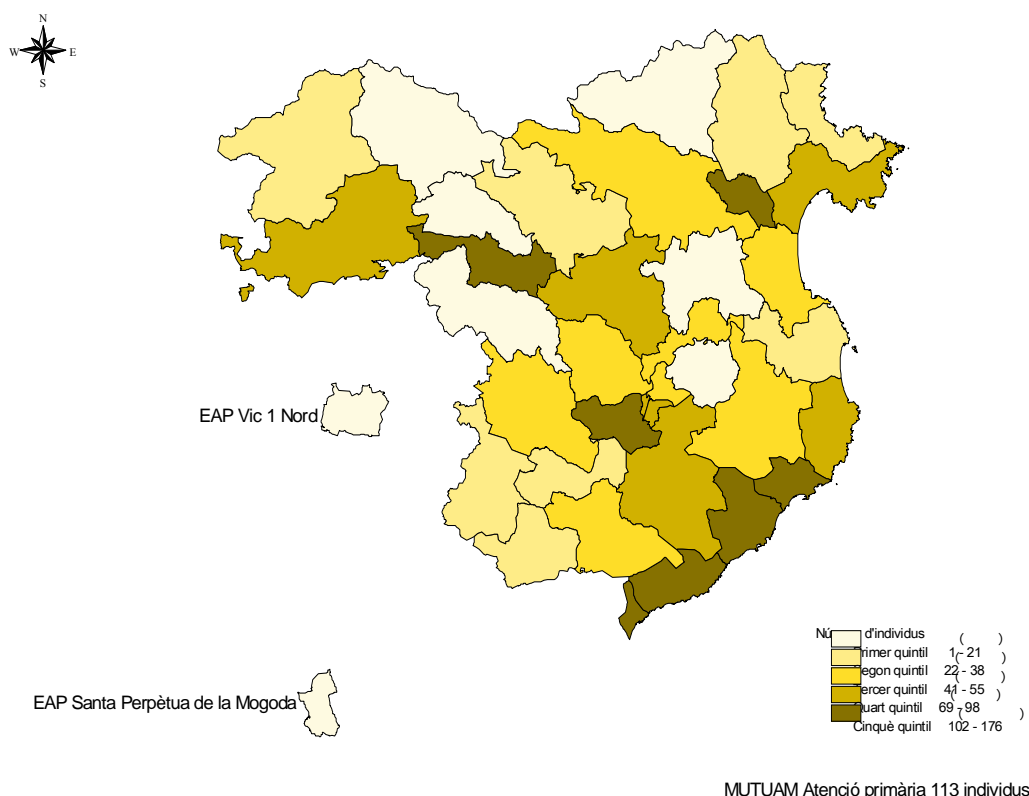 N
W E
S
EAP Vic 1 Nord
Nú d'individus ( )
rimer quintil 1 - 21 ( )
egon quintil 22 - 38 ( )
ercer quintil 41 - 55 ( )
uart quintil 69 - 98 ( )
Cinquè quintil 102 - 176
EAP Santa Perpètua de la Mogoda
MUTUAM Atenció primària 113 individus